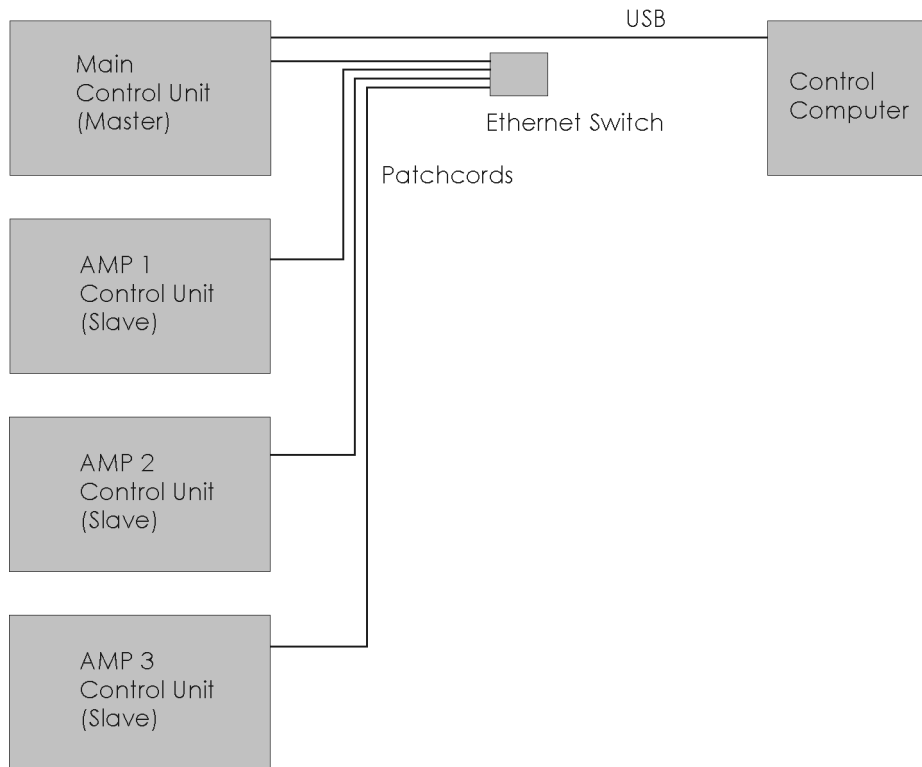 USB
Main
Control Unit
(Master)
Control
Computer
Ethernet Switch
Patchcords
AMP 1
Control Unit
(Slave)
AMP 2
Control Unit
(Slave)
AMP 3
Control Unit
(Slave)